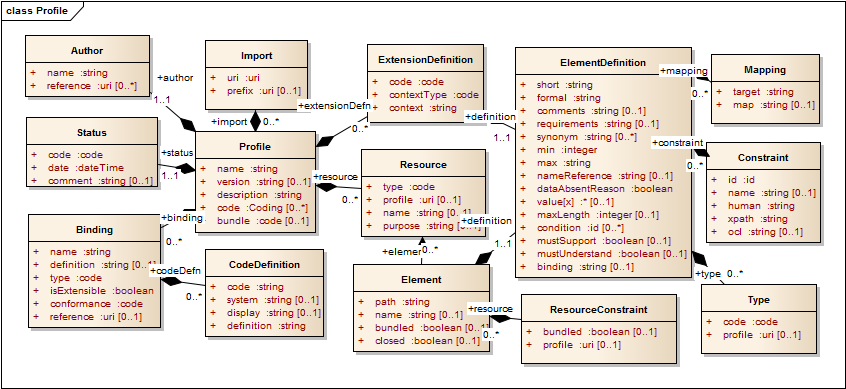 class Profile
Author
+ name :string
+ reference :uri [0..*]
+author
1..1
Import
+ uri :uri
+ prefix :uri [0..1]
+import
0..*
ExtensionDefinition
+ code :code
+ contextType :code
+ context :string
+extensionDefn
0..*
+definition
1..1
ElementDefinition
+ short :string
+ formal :string
+ comments :string [0..1]
+ requirements :string [0..1]
+ synonym :string [0..*]
+ min :integer
+ max :string
+ nameReference :string [0..1]
+ dataAbsentReason :boolean
+ value[x] :* [0..1]
+ maxLength :integer [0..1]
+ condition :id [0..*]
+ mustSupport :boolean [0..1]
+ mustUnderstand :boolean [0..1]
+ binding :string [0..1]
+mapping
0..*
Mapping
+ target :string
+ map :string [0..1]
+constraint
0..*
Constraint
+ id :id
+ name :string [0..1]
+ human :string
+ xpath :string
+ ocl :string [0..1]
Status
+ code :code
+ date :dateTime
+ comment :string [0..1]
+status
1..1
Profile
+ name :string
+ version :string [0..1]
+ description :string
+ code :Coding [0..*]
+ bundle :code [0..1]
+resource
0..*
Resource
+ type :code
+ profile :uri [0..1]
+ name :string [0..1]
+ purpose :string [0..1]
+definition
1..1
+binding
0..*
Binding
+ name :string
+ definition :string [0..1]
+ type :code
+ isExtensible :boolean
+ conformance :code
+ reference :uri [0..1]
+codeDefn
0..*
CodeDefinition
+ code :string
+ system :string [0..1]
+ display :string [0..1]
+ definition :string
+elemer
0..*
Element
+ path :string
+ name :string [0..1]
+ bundled :boolean [0..1]
+ closed :boolean [0..1]
+resource
0..*
ResourceConstraint
+ bundled :boolean [0..1]
+ profile :uri [0..1]
+type 0..*
Type
+ code :code
+ profile :uri [0..1]